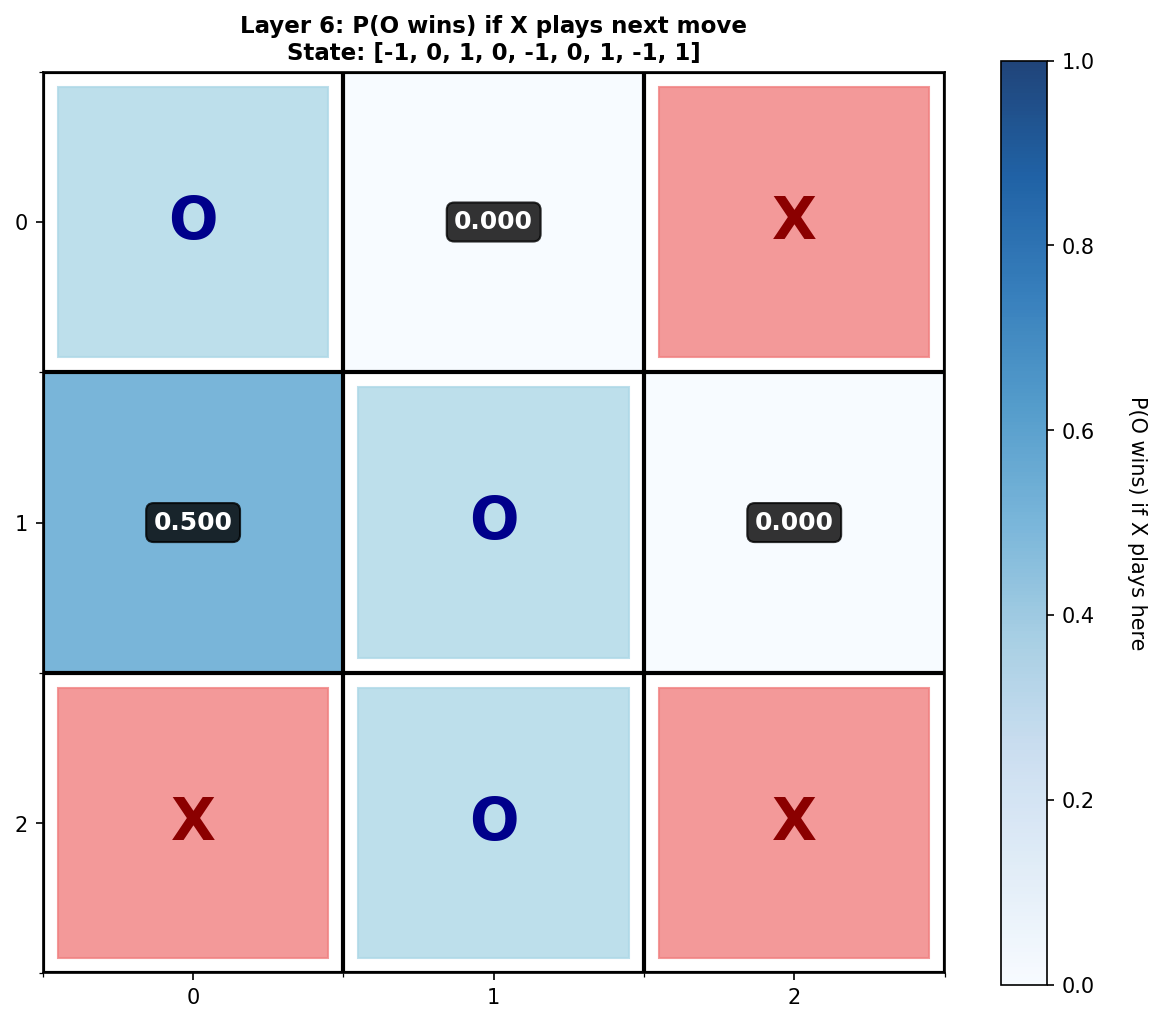 Layer 6: P(O wins) if X plays next move
State: [-1, 0, 1, 0, -1, 0, 1, -1, 1]
0
O
0.000
X
1
0.500
O
0.000
2
X
O
X
0
1
2
1.0
0.8
0.6
0.4
0.2
0.0
P(O wins) if X plays here